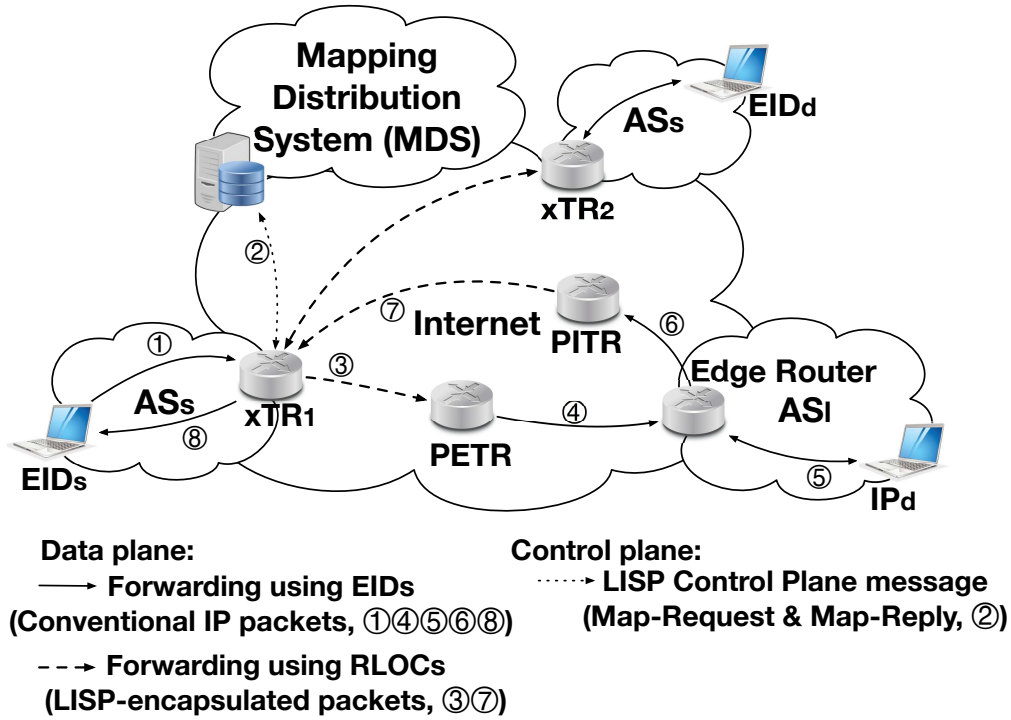 Mapping
Distribution
System (MDS)
ASs
EIDd
xTR2
②
⑦
Internet
PITR
⑥
①
③
Edge Router
ASl
ASs
xTR1
④
⑧
PETR
⑤
EIDs
IPd
Data plane:
Forwarding using EIDs
(Conventional IP packets, ①④⑤⑥⑧)
Forwarding using RLOCs
(LISP-encapsulated packets, ③⑦)
Control plane:
LISP Control Plane message
(Map-Request & Map-Reply, ②)